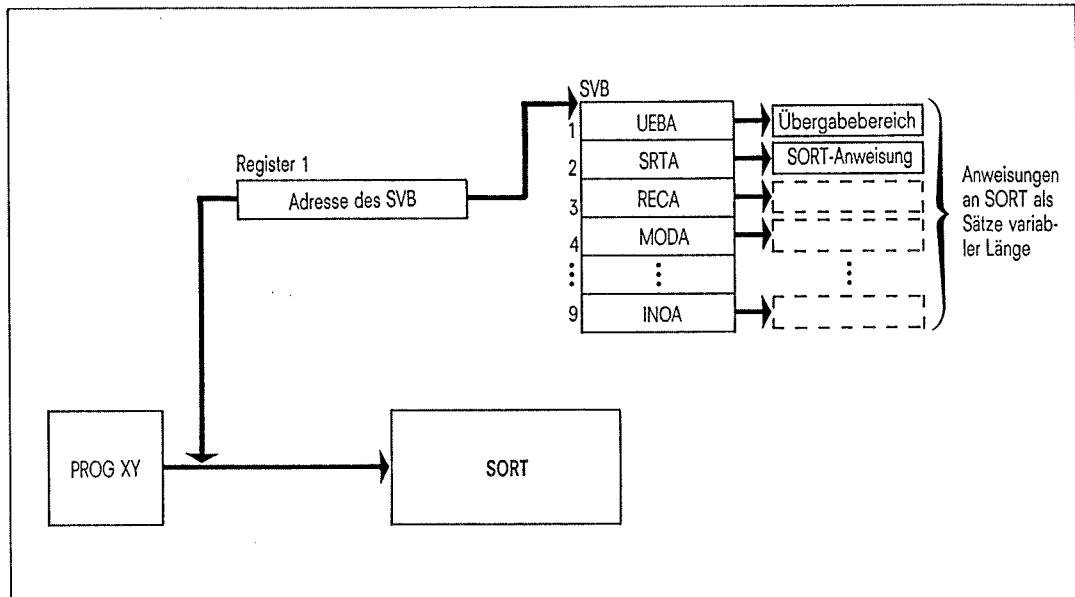 SVB
1 UEBA Übergabebereich
2 SRTA SORT-Anweisung
3 RECA
4 MODA
⋮ ⋮ ⋮
9 INOA
Anweisungen
an SORT als
Sätze variab-
ler Länge
Register 1
Adresse des SVB
PROG XY
SORT